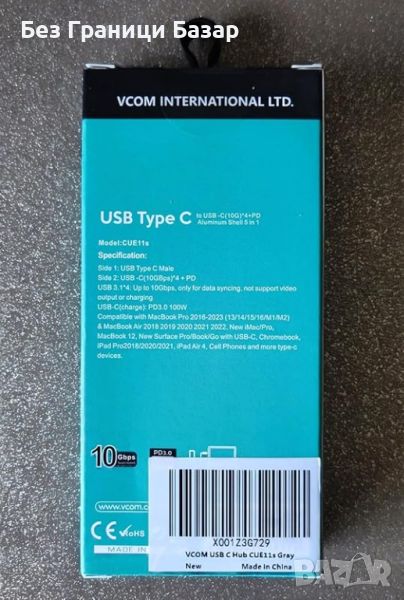 Без Граници Базар
VCOM INTERNATIONAL LTD.
USB Type C
to USB -C(10G)*4+PD
Aluminum Shell 5 in 1
Model:CUE11s
Specification:
Side 1: USB Type C Male
Side 2: USB -C(10GBps)*4 + PD
USB 3.1*4: Up to 10Gbps, only for data syncing, not support video
output or charging
USB-C(charge): PD3.0 100W
Compatible with MacBook Pro 2016-2023 (13/14/15/16/M1/M2)
& MacBook Air 2018 2019 2020 2021 2022, New iMac/Pro,
MacBook 12, New Surface Pro/Book/Go with USB-C, Chromebook,
iPad Pro2018/2020/2021, iPad Air 4, Cell Phones and more type-c
devices.
10 Gbps
PD3.0
www.vcom.c
CE RoHS
MADE IN
X001Z3G729
VCOM USB C Hub CUE11s Gray
New Made In China
bazar.bg